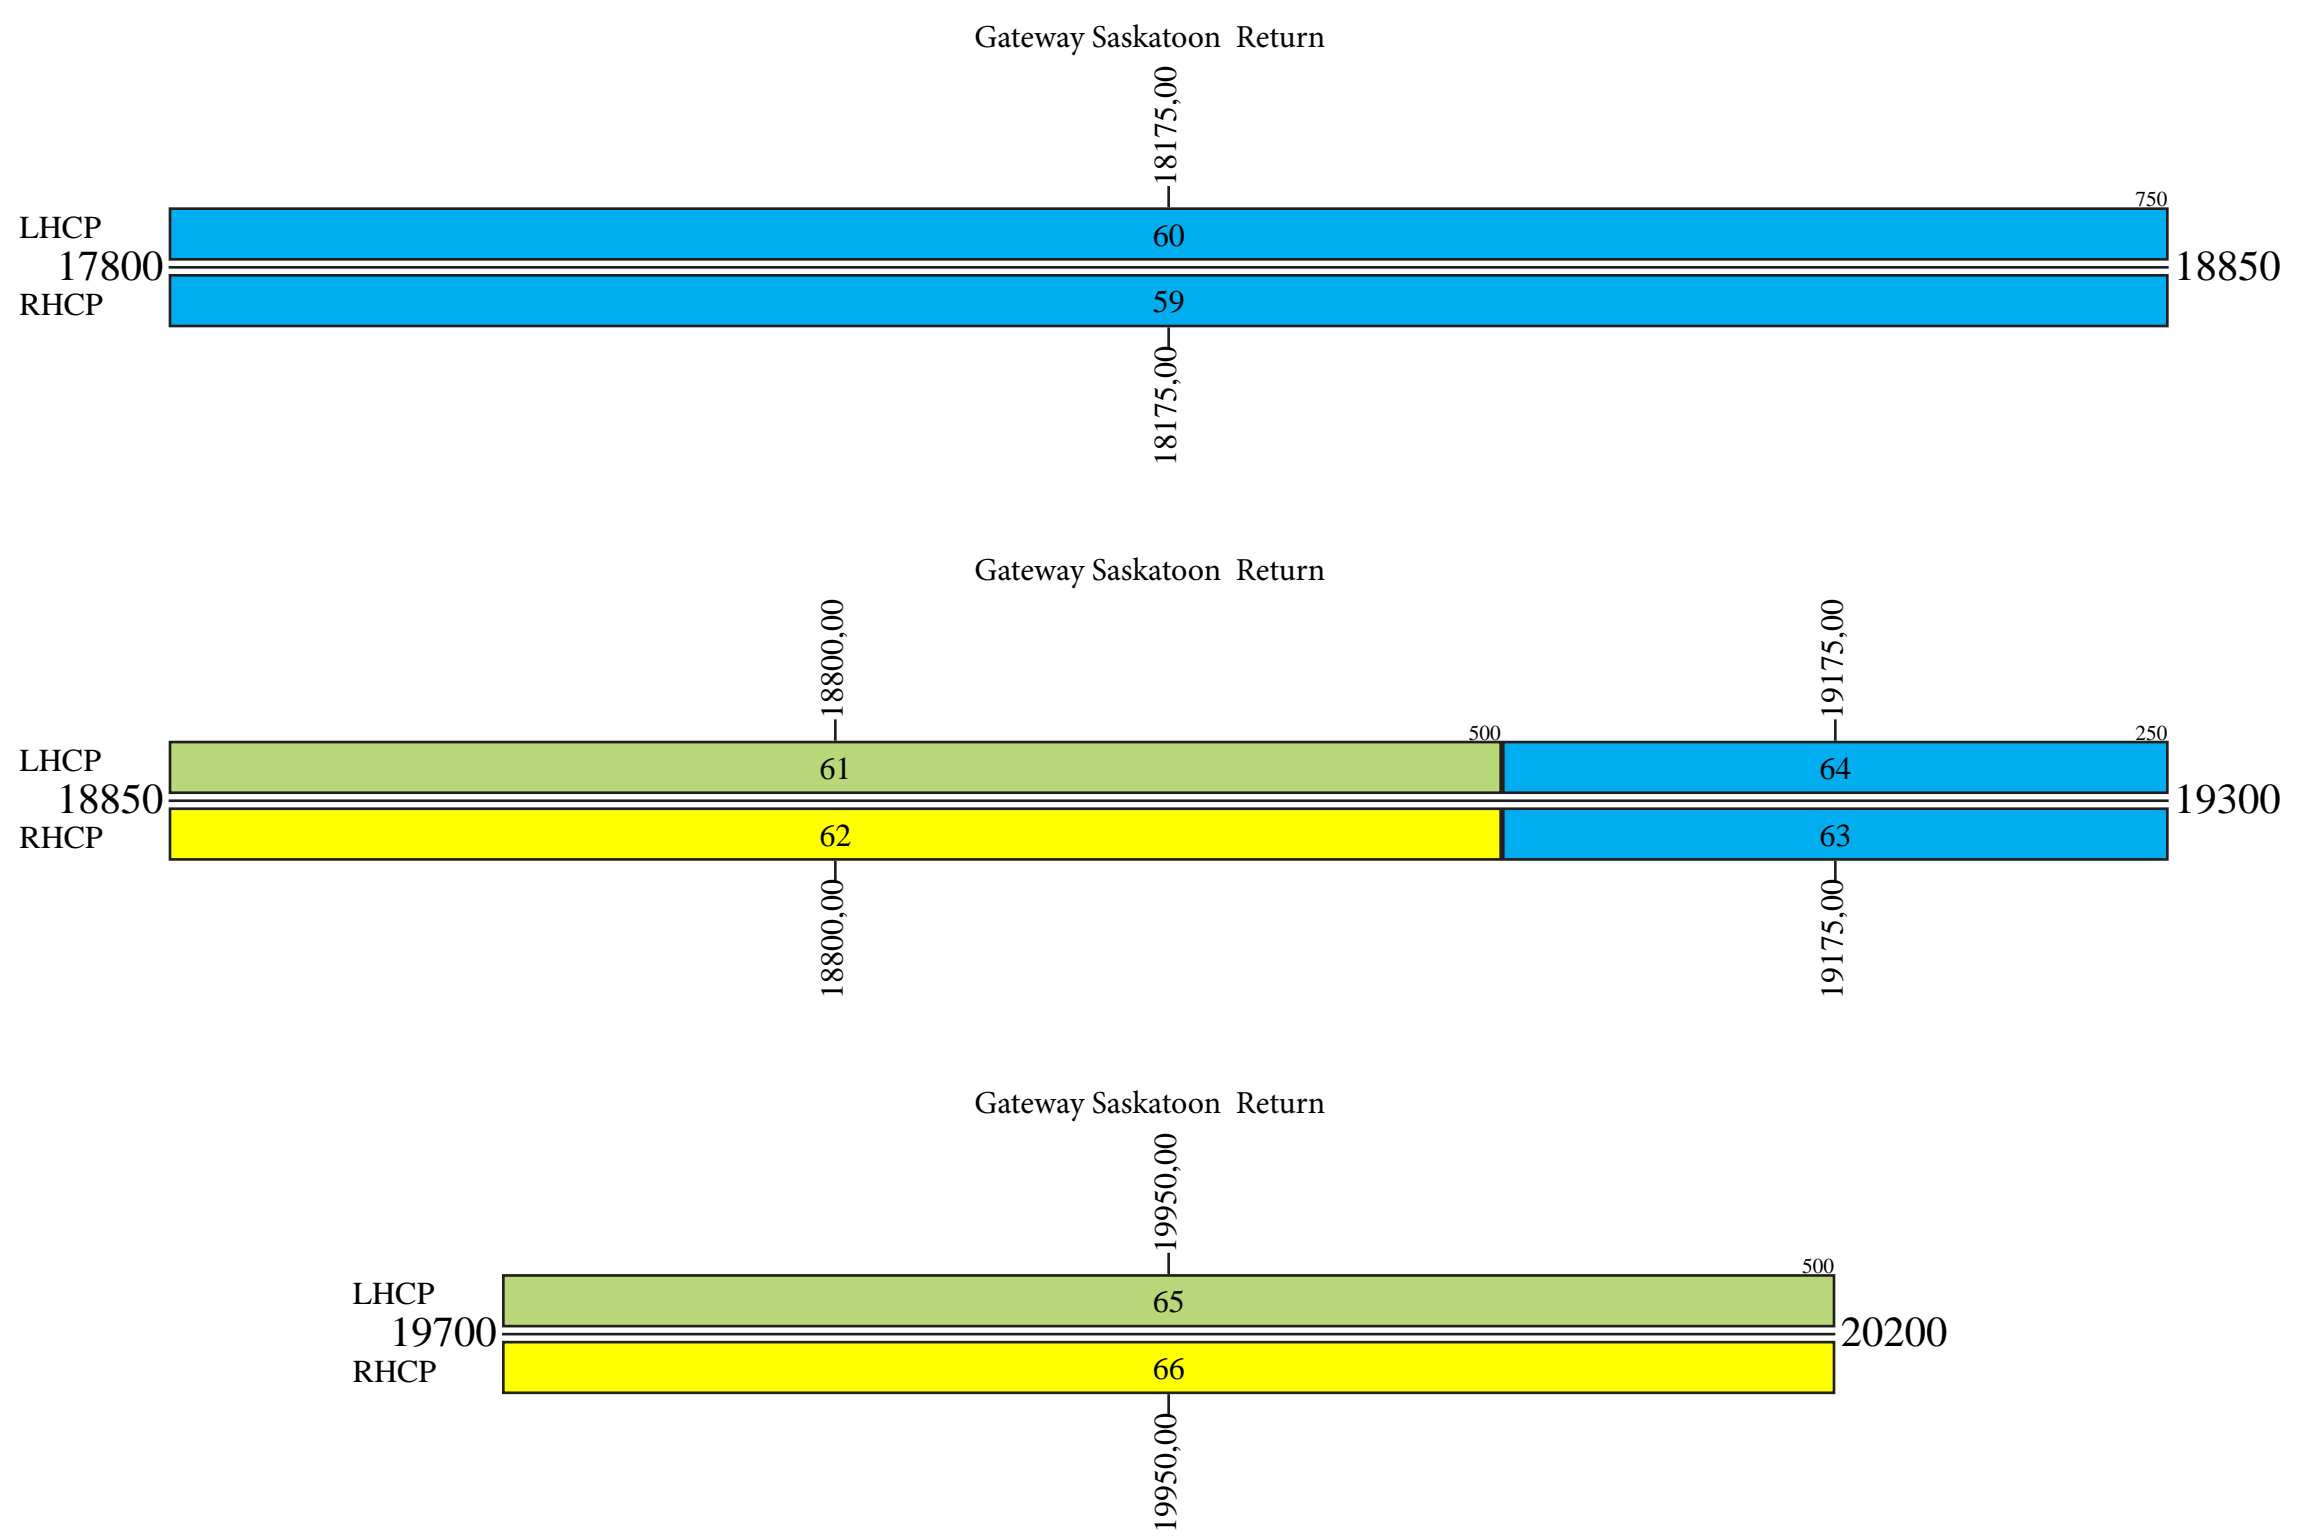 Gateway Saskatoon  Return
18175,00
750
LHCP
60
17800
18850
RHCP
59
18175,00
Gateway Saskatoon  Return
18800,00
19175,00
500
250
LHCP
61
64
18850
19300
RHCP
62
63
18800,00
19175,00
Gateway Saskatoon  Return
19950,00
500
LHCP
65
19700
20200
RHCP
66
19950,00